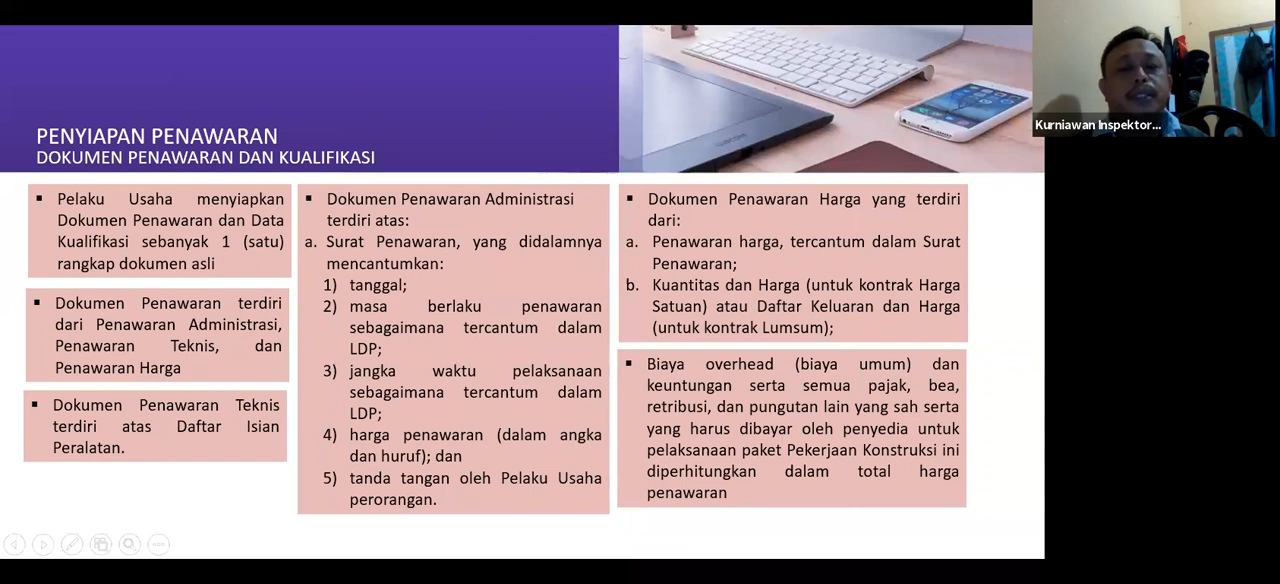 PENYIAPAN PENAWARAN
DOKUMEN PENAWARAN DAN KUALIFIKASI
Kurniawan Inspektor...
▪ Pelaku Usaha menyiapkan
Dokumen Penawaran dan Data
Kualifikasi sebanyak 1 (satu)
rangkap dokumen asli
▪ Dokumen Penawaran terdiri
dari Penawaran Administrasi,
Penawaran Teknis, dan
Penawaran Harga
▪ Dokumen Penawaran Teknis
terdiri atas Daftar Isian
Peralatan.
▪ Dokumen Penawaran Administrasi
terdiri atas:
a. Surat Penawaran, yang didalamnya
mencantumkan:
1) tanggal;
2) masa berlaku penawaran
sebagaimana tercantum dalam
LDP;
3) jangka waktu pelaksanaan
sebagaimana tercantum dalam
LDP;
4) harga penawaran (dalam angka
dan huruf); dan
5) tanda tangan oleh Pelaku Usaha
perorangan.
▪ Dokumen Penawaran Harga yang terdiri
dari:
a. Penawaran harga, tercantum dalam Surat
Penawaran;
b. Kuantitas dan Harga (untuk kontrak Harga
Satuan) atau Daftar Keluaran dan Harga
(untuk kontrak Lumsum);
▪ Biaya overhead (biaya umum) dan
keuntungan serta semua pajak, bea,
retribusi, dan pungutan lain yang sah serta
yang harus dibayar oleh penyedia untuk
pelaksanaan paket Pekerjaan Konstruksi ini
diperhitungkan dalam total harga
penawaran